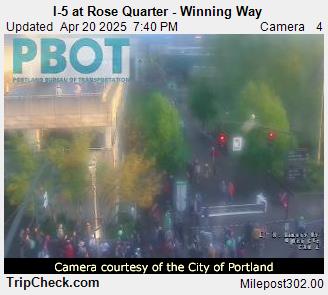 I-5 at Rose Quarter - Winning Way
Updated Apr 20 2025 7:40 PM Camera 4
PBOT
PORTLAND BUREAU OF TRANSPORTATION
Camera courtesy of the City of Portland
TripCheck.com
Milepost302.00